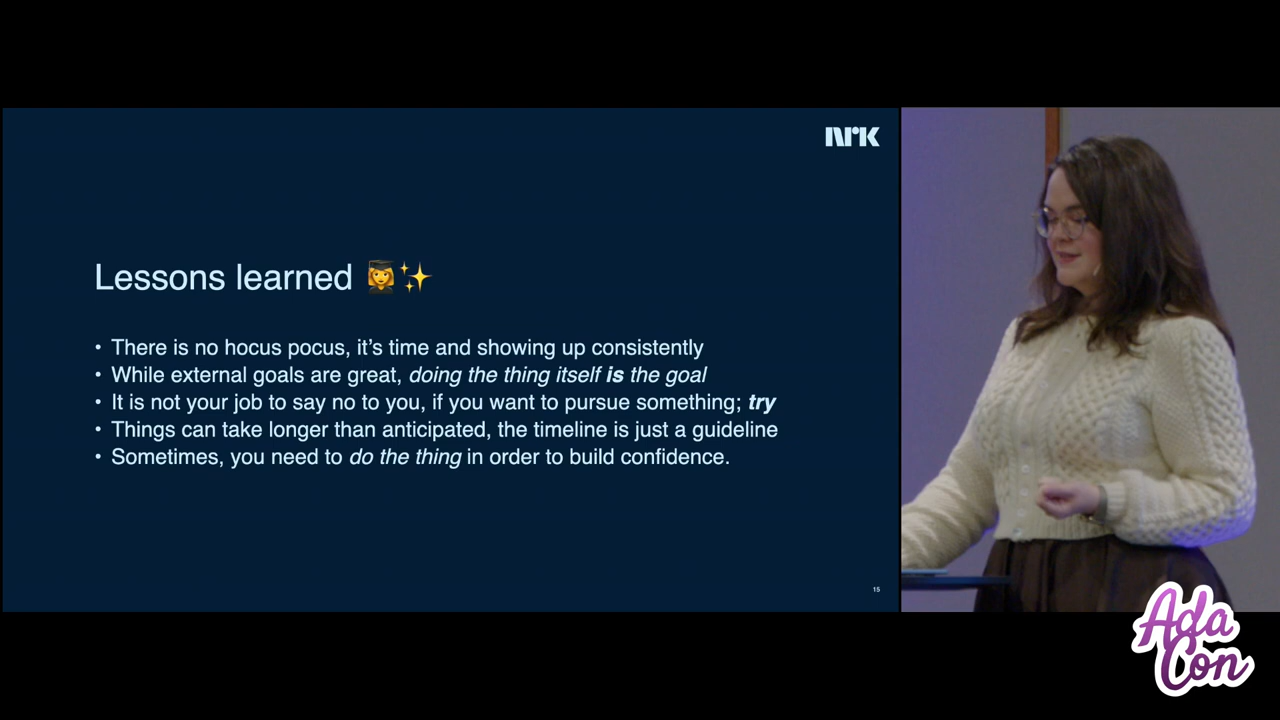 NRK
Lessons learned 👩‍🎓✨
• There is no hocus pocus, it’s time and showing up consistently
• While external goals are great, doing the thing itself is the goal
• It is not your job to say no to you, if you want to pursue something; try
• Things can take longer than anticipated, the timeline is just a guideline
• Sometimes, you need to do the thing in order to build confidence.
15
Ada
Con